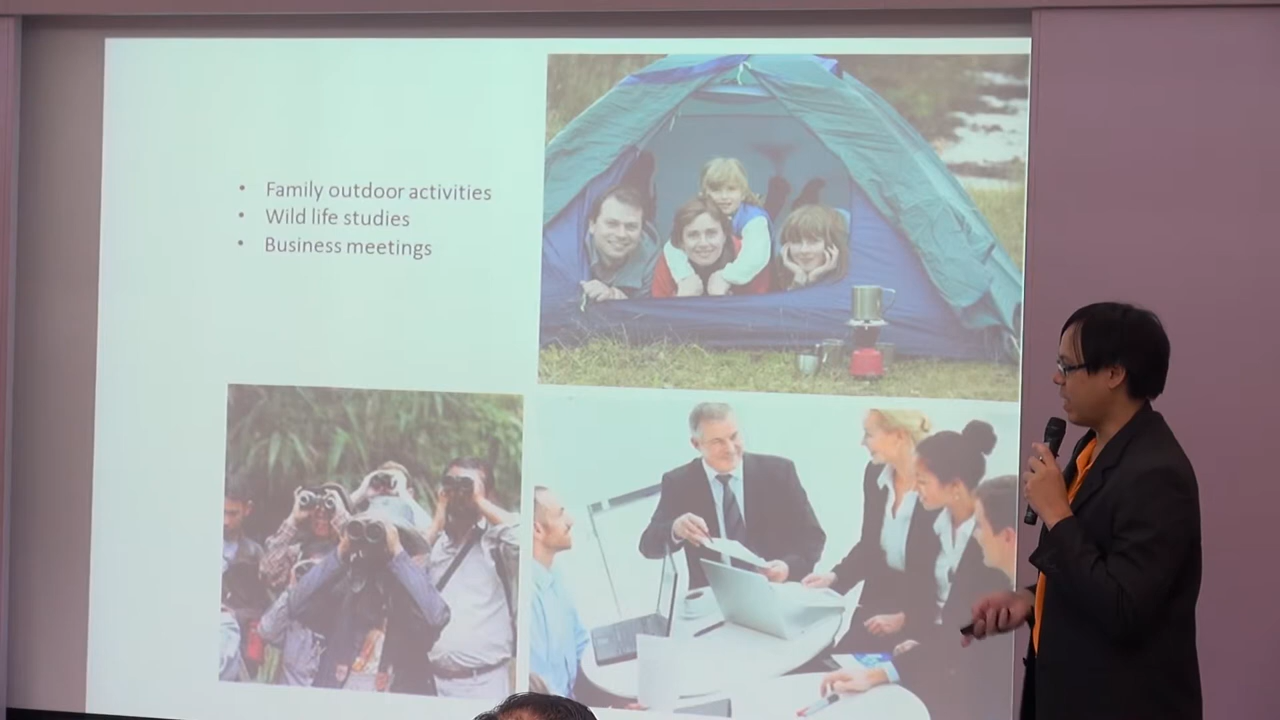 • Family outdoor activities
• Wild life studies
• Business meetings